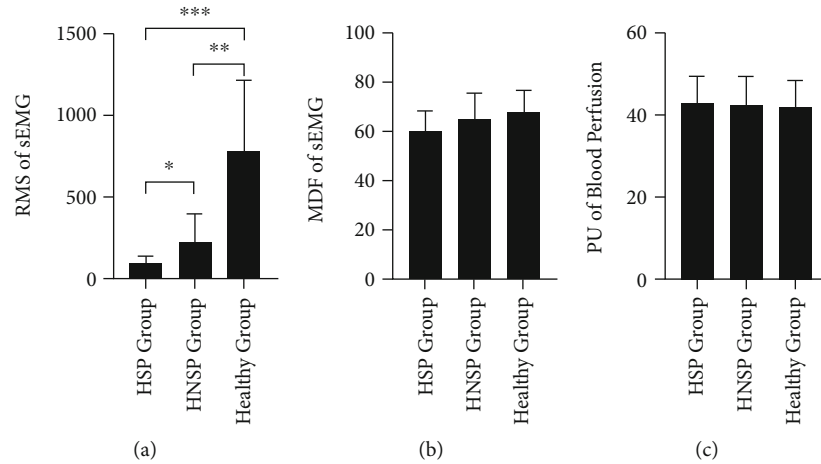 RMS of sEMG
1500
1000
500
0
***
**
*
HSP Group
HNSP Group
Healthy Group
(a)
MDF of sEMG
100
80
60
40
20
0
HSP Group
HNSP Group
Healthy Group
(b)
PU of Blood Perfusion
60
40
20
0
HSP Group
HNSP Group
Healthy Group
(c)